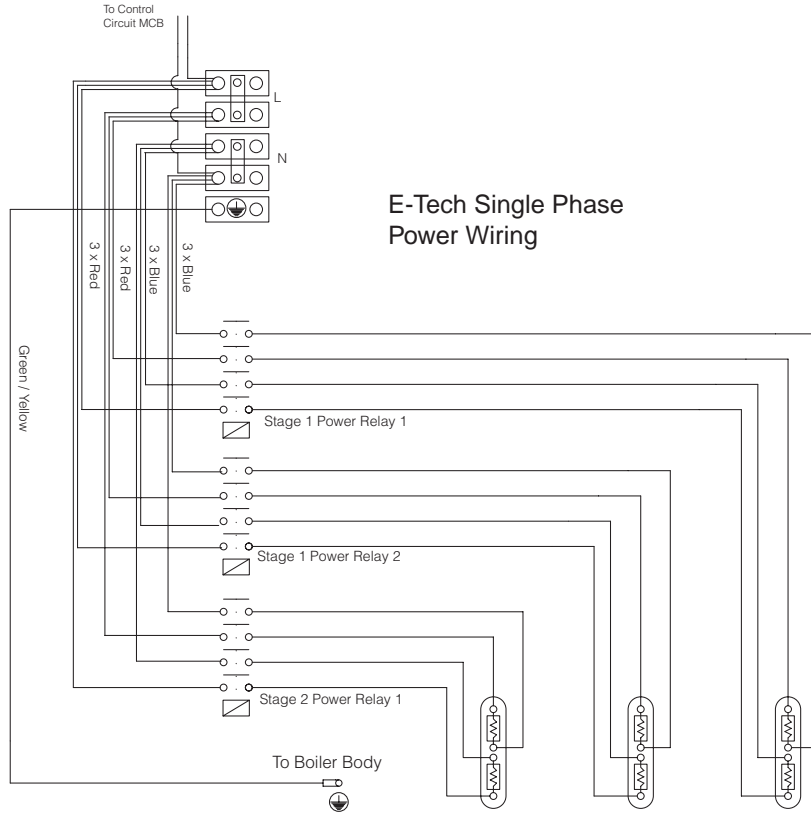 To Control
Circuit MCB
L
N
E-Tech Single Phase
Power Wiring
3 x Red
3 x Red
3 x Blue
3 x Blue
Green / Yellow
Stage 1 Power Relay 1
Stage 1 Power Relay 2
Stage 2 Power Relay 1
To Boiler Body